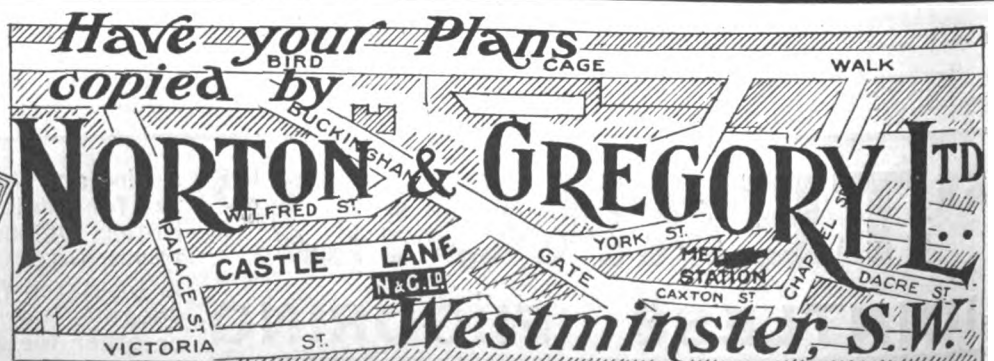 Have your Plans
BIRD CAGE WALK
copied by
BUCKINGHAM
NORTON & GREGORY LTD.
WILFRED ST.
PALACE ST.
YORK ST.
CASTLE LANE
GATE
MET
STATION
CHAPEL ST
DACRE ST
N & G. LD
CAXTON ST
Westminster, S.W.
VICTORIA ST.